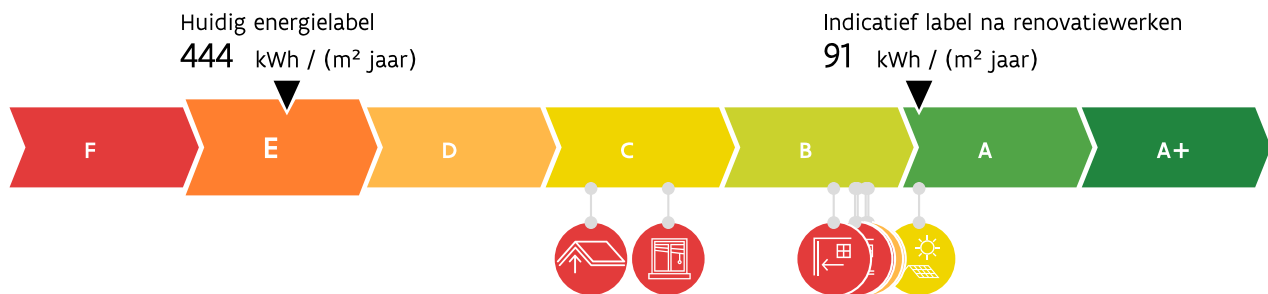 Huidig energielabel
444 kWh / (m² jaar)
Indicatief label na renovatiewerken
91 kWh / (m² jaar)
F E D C B A A+